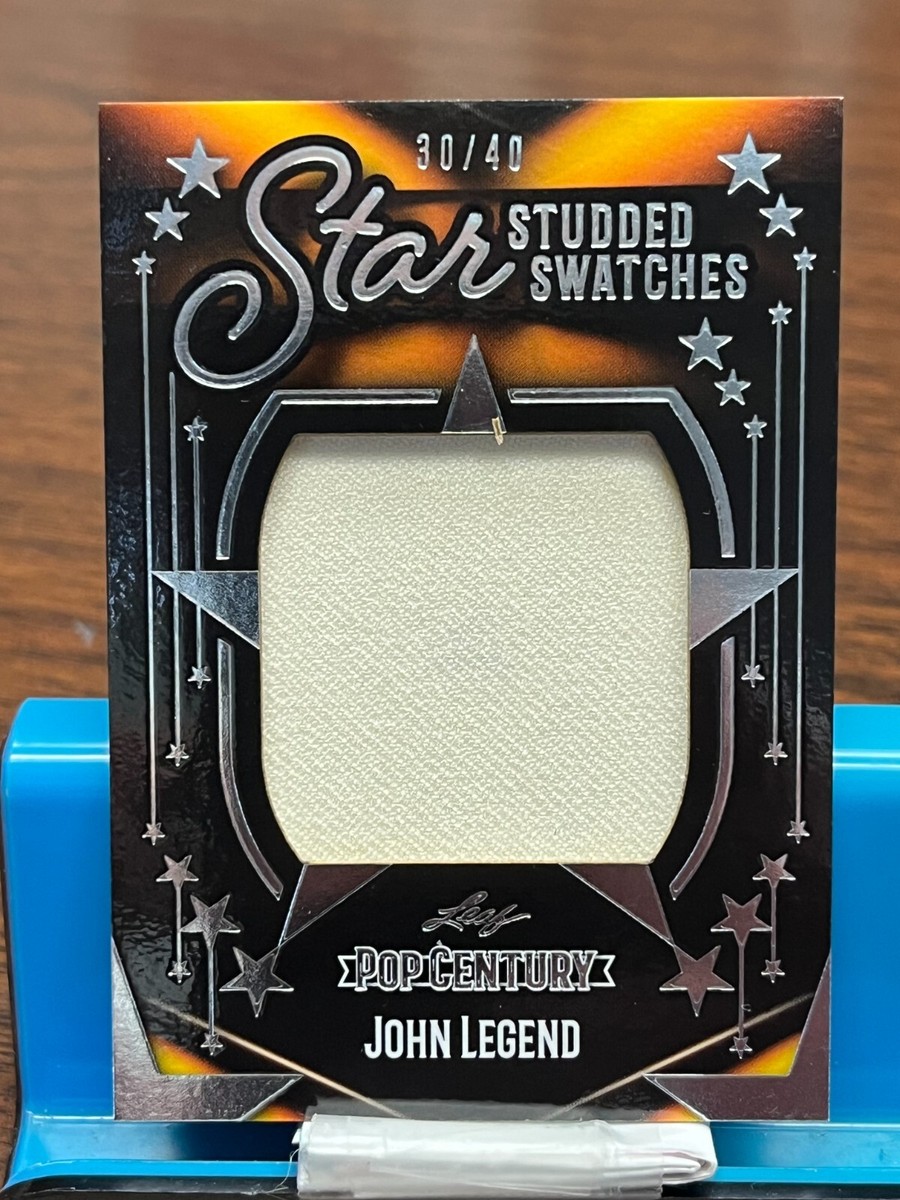 30/40
Star STUDDED
SWATCHES
Leaf
POP CENTURY
JOHN LEGEND